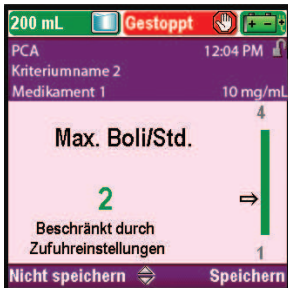 200 mL Gestoppt
PCA 12:04 PM
Kriteriumname 2
Medikament 1 10 mg/mL
4
Max. Boli/Std.
2
Beschränkt durch
Zufuhreinstellungen
1
Nicht speichern Speichern